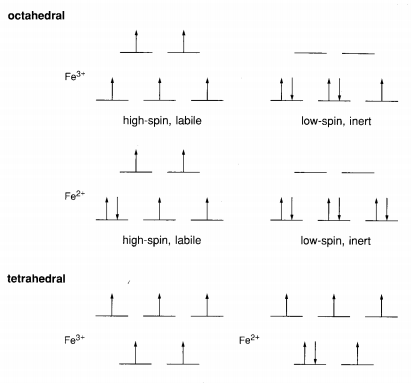 octahedral
Fe3+
high-spin, labile low-spin, inert
Fe2+
high-spin, labile low-spin, inert
tetrahedral
Fe3+ Fe2+